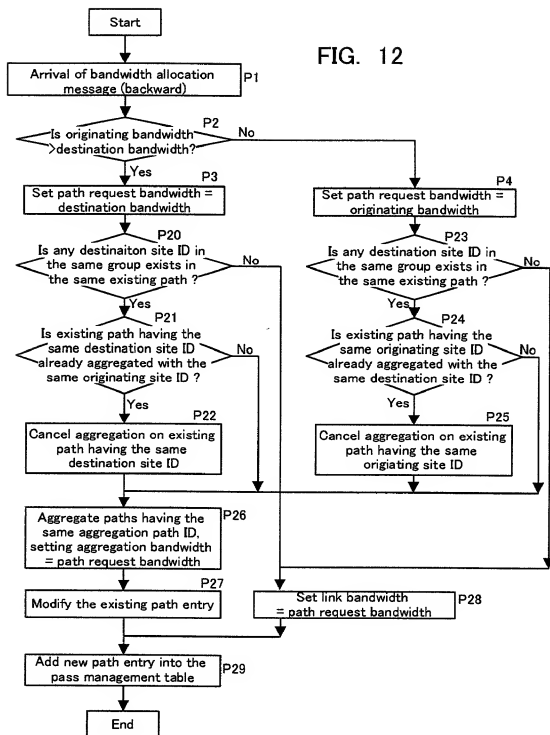 Start
FIG. 12
Arrival of bandwidth allocation
message (backward)
P1
P2
Is originating bandwidth
>destination bandwidth?
No
Yes
P3
Set path request bandwidth =
destination bandwidth
P4
Set path request bandwidth =
originating bandwidth
P20
Is any destinaiton site ID in
the same group exists in
the same existing path ?
No
Yes
P23
Is any destination site ID in
the same group exists in
the same existing path ?
No
Yes
P21
Is existing path having the
same destination site ID
already aggregated with the
same originating site ID ?
No
Yes
P24
Is existing path having the
same originating site ID
already aggregated with the
same destination site ID ?
No
Yes
P22
Cancel aggregation on existing
path having the same
destination site ID
P25
Cancel aggregation on existing
path having the same
origiating site ID
P26
Aggregate paths having the
same aggregation path ID,
setting aggregation bandwidth
= path request bandwidth
P27
Modify the existing path entry
Set link bandwidth
= path request bandwidth
P28
Add new path entry into the
pass management table
P29
End